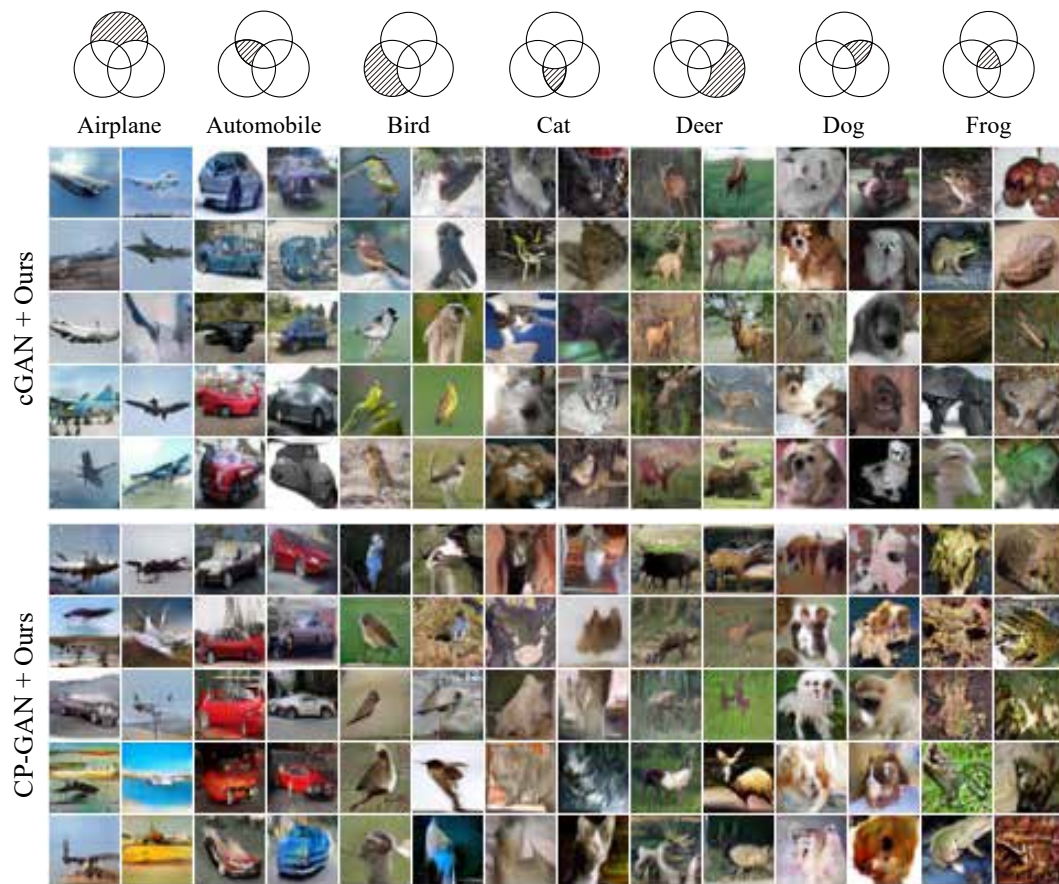 Airplane Automobile Bird Cat Deer Dog Frog
cGAN + Ours
CP-GAN + Ours